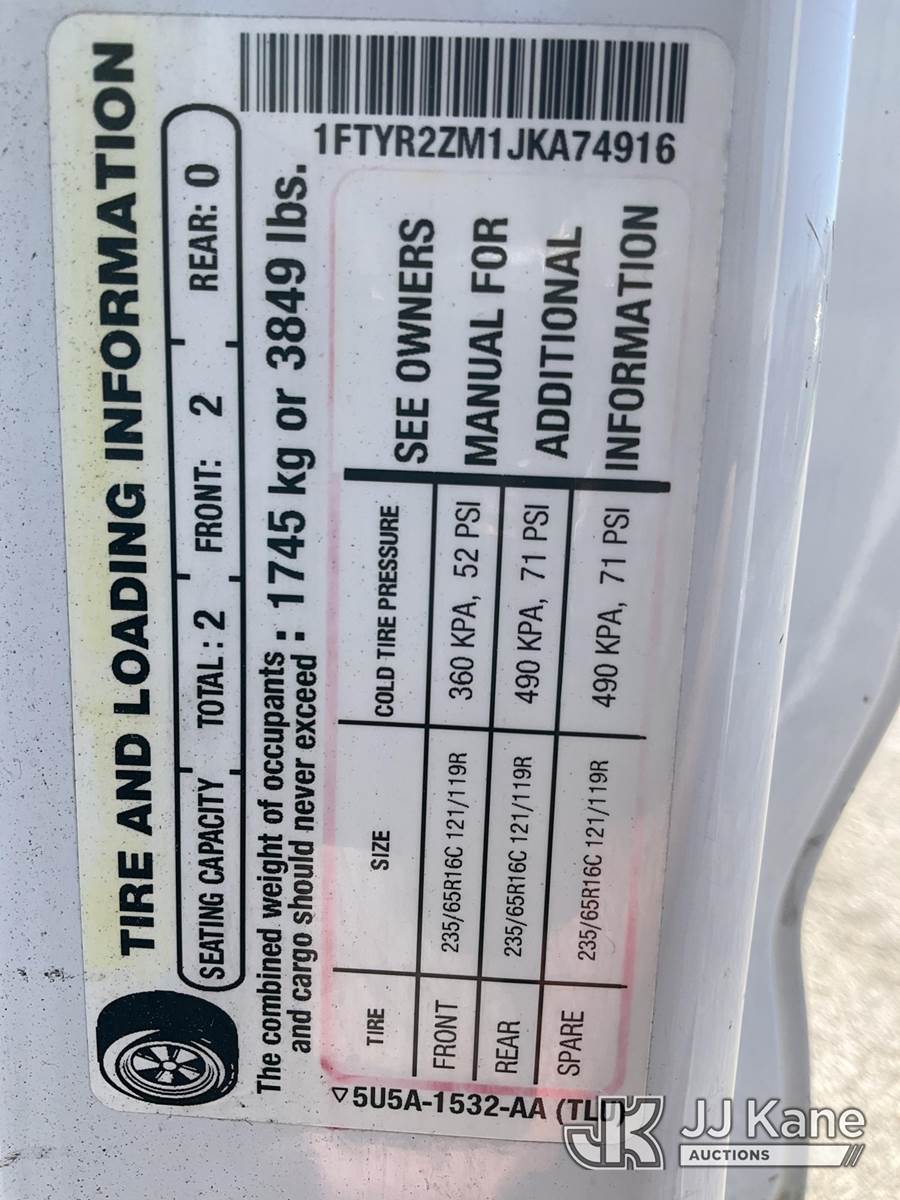 TIRE AND LOADING INFORMATION
SEATING CAPACITY TOTAL: 2 FRONT: 2 REAR: 0
The combined weight of occupants
and cargo should never exceed : 1745 kg or 3849 lbs.
TIRE SIZE COLD TIRE PRESSURE
FRONT 235/65R16C 121/119R 360 KPA, 52 PSI
REAR 235/65R16C 121/119R 490 KPA, 71 PSI
SPARE 235/65R16C 121/119R 490 KPA, 71 PSI
SEE OWNERS
MANUAL FOR
ADDITIONAL
INFORMATION
1FTYR2ZM1JKA74916
5U5A-1532-AA (TLU)
JK JJ Kane
AUCTIONS